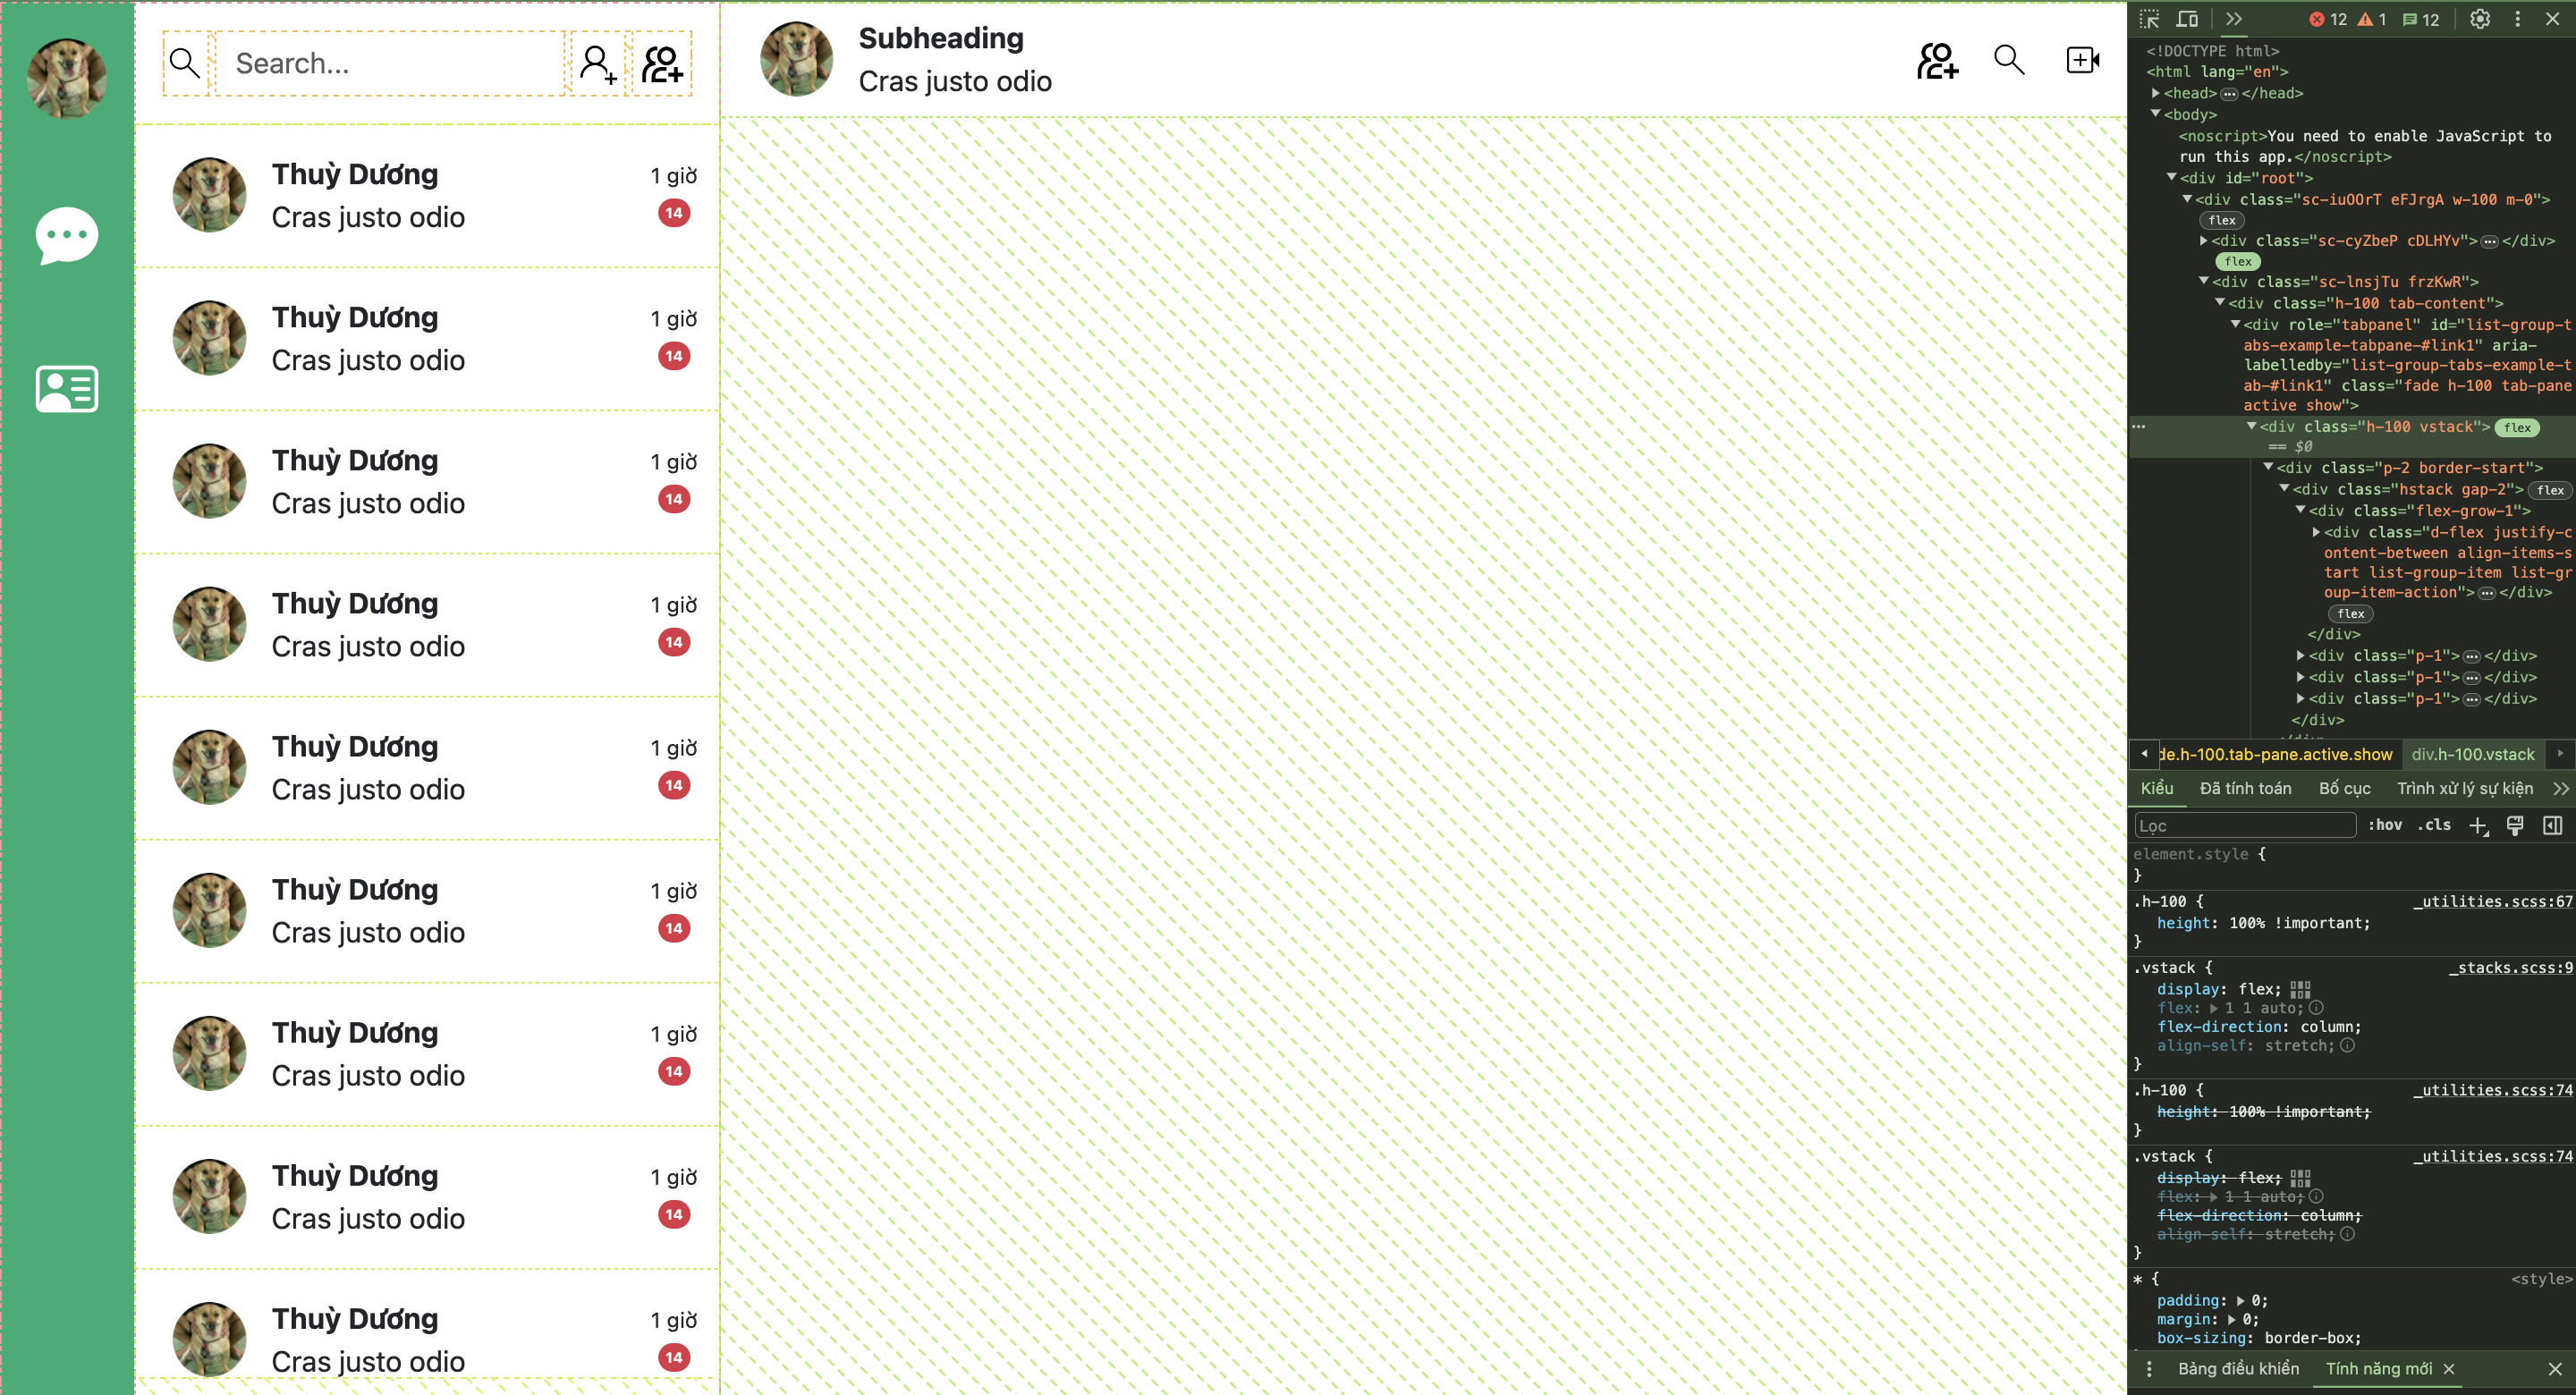 Search...
Thuỳ Dương
1 giờ
Cras justo odio
14
Thuỳ Dương
1 giờ
Cras justo odio
14
Thuỳ Dương
1 giờ
Cras justo odio
14
Thuỳ Dương
1 giờ
Cras justo odio
14
Thuỳ Dương
1 giờ
Cras justo odio
14
Thuỳ Dương
1 giờ
Cras justo odio
14
Thuỳ Dương
1 giờ
Cras justo odio
14
Thuỳ Dương
1 giờ
Cras justo odio
14
Thuỳ Dương
1 giờ
Cras justo odio
14
Subheading
Cras justo odio
12 1 12
<!DOCTYPE html>
<html lang="en">
<head> ••• </head>
<body>
<noscript>You need to enable JavaScript to
run this app.</noscript>
<div id="root">
<div class="sc-iuOOrT eFJrgA w-100 m-0">
flex
<div class="sc-cyZbeP cDLHYv"> ••• </div>
flex
<div class="sc-lnsjTu frzKwR">
<div class="h-100 tab-content">
<div role="tabpanel" id="list-group-t
abs-example-tabpane-#link1" aria-
labelledby="list-group-tabs-example-t
ab-#link1" class="fade h-100 tab-pane
active show">
••• <div class="h-100 vstack"> flex
== $0
<div class="p-2 border-start">
<div class="hstack gap-2"> flex
<div class="flex-grow-1">
<div class="d-flex justify-c
ontent-between align-items-s
tart list-group-item list-gr
oup-item-action"> ••• </div>
flex
</div>
<div class="p-1"> ••• </div>
<div class="p-1"> ••• </div>
<div class="p-1"> ••• </div>
</div>
de.h-100.tab-pane.active.show div.h-100.vstack
Kiểu Đã tính toán Bố cục Trình xử lý sự kiện
Lọc :hov .cls
element.style {
}
.h-100 { _utilities.scss:67
height: 100% !important;
}
.vstack { _stacks.scss:9
display: flex;
flex: 1 1 auto;
flex-direction: column;
align-self: stretch;
}
.h-100 { _utilities.scss:74
height: 100% !important;
}
.vstack { _utilities.scss:74
display: flex;
flex: 1 1 auto;
flex-direction: column;
align-self: stretch;
}
* { <style>
padding: 0;
margin: 0;
box-sizing: border-box;
Bảng điều khiển Tính năng mới